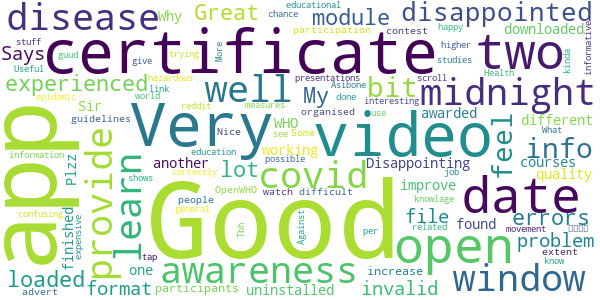 disease
Says
Why
Great
module
disappointed
downloaded
stuff
Useful
guud
chance
educational
participation
contest
happy
higher
studies
kinda
informative
certificate
two
More
give
trying
hazardous
link
world
presentations
Asibone
done
interesting
scroll
Health
experienced
well
My
bit
midnight
Sir
guidelines
WHO
organised
measures
use
awarded
different
app
epidemic
Plzz
another
Very
reddit
Nice
education
see
Some
possible
video
feel
What
courses
info
quality
provide
learn
lot
working
covid
Disappointing
job
improve
date
information
confusing
finished
expensive
Good
correctly
shows
OpenWHO
people
watch
difficult
general
Tbh
Against
per
file
found
errors
knowlage
related
movement
extent
know
problem
open
loaded
format
one
tap
advert
awareness
participants
uninstalled
increase
invalid
window